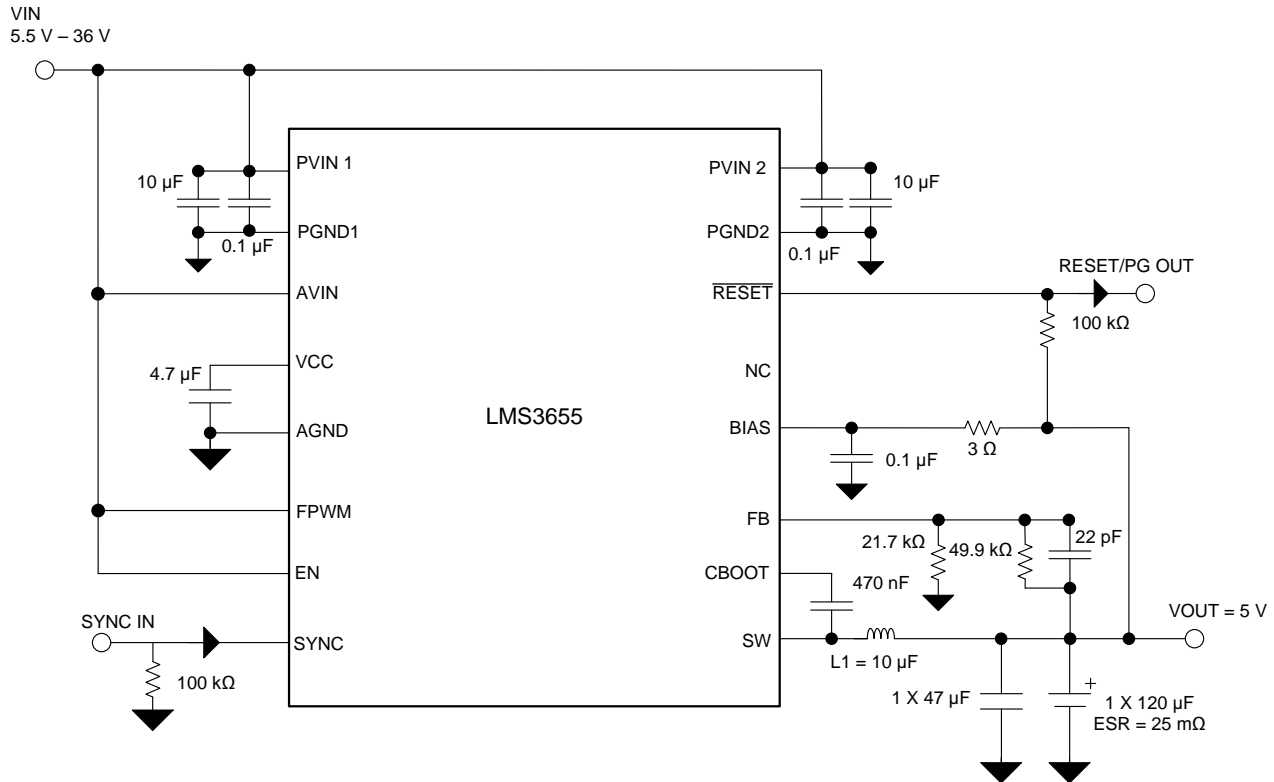 VIN
5.5 V – 36 V
PVIN 1
PVIN 2
10 µF
10 µF
PGND1
PGND2
0.1 µF
0.1 µF
RESET/PG OUT
AVIN
RESET
100 kΩ
VCC
NC
4.7 µF
LMS3655
AGND
BIAS
3 Ω
0.1 µF
FPWM
FB
21.7 kΩ
49.9 kΩ
22 pF
EN
CBOOT
470 nF
VOUT = 5 V
SYNC IN
SYNC
SW
L1 = 10 µF
100 kΩ
1 X 47 µF
+
1 X 120 µF
ESR = 25 mΩ